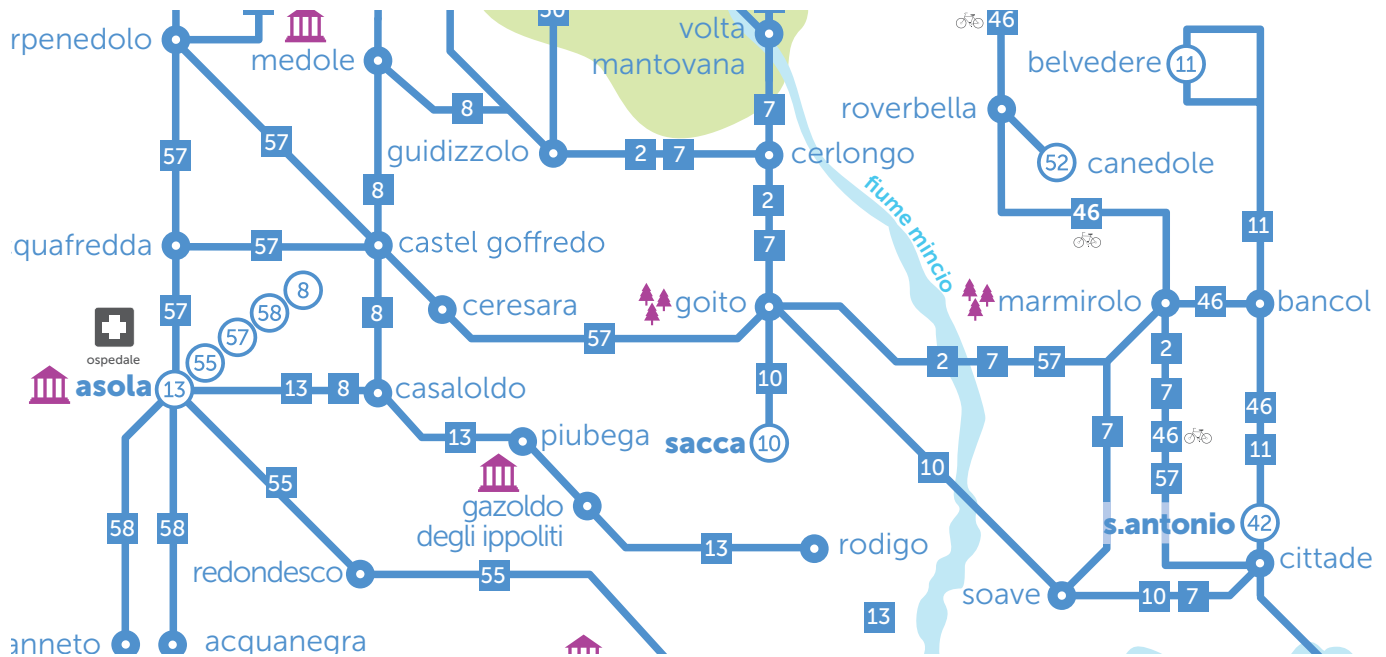 50
46
volta
mantovana
rpenedolo
medole
belvedere
11
8
7
roverbella
57
57
guidizzolo
2
7
cerlongo
52
canedole
8
2
fiume mincio
46
11
quafredda
57
castel goffredo
7
57
8
58
57
55
8
ceresara
goito
marmirolo
46
bancol
ospedale
57
2
7
57
2
asola
13
13
8
casaloldo
10
7
46
57
46
11
7
13
piubega
sacca
10
10
55
gazoldo
degli ippoliti
58
58
s.antonio
42
13
rodigo
cittade
redondesco
55
soave
10
7
13
anneto
acquanegra